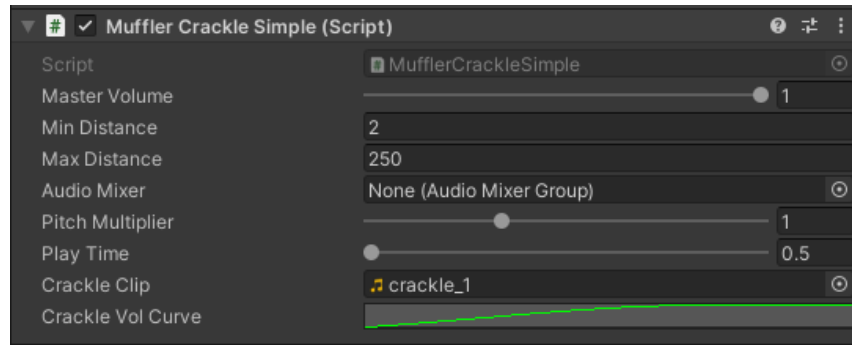 # Muffler Crackle Simple (Script)
Script # MufflerCrackleSimple
Master Volume 1
Min Distance 2
Max Distance 250
Audio Mixer None (Audio Mixer Group)
Pitch Multiplier 1
Play Time 0.5
Crackle Clip crackle_1
Crackle Vol Curve